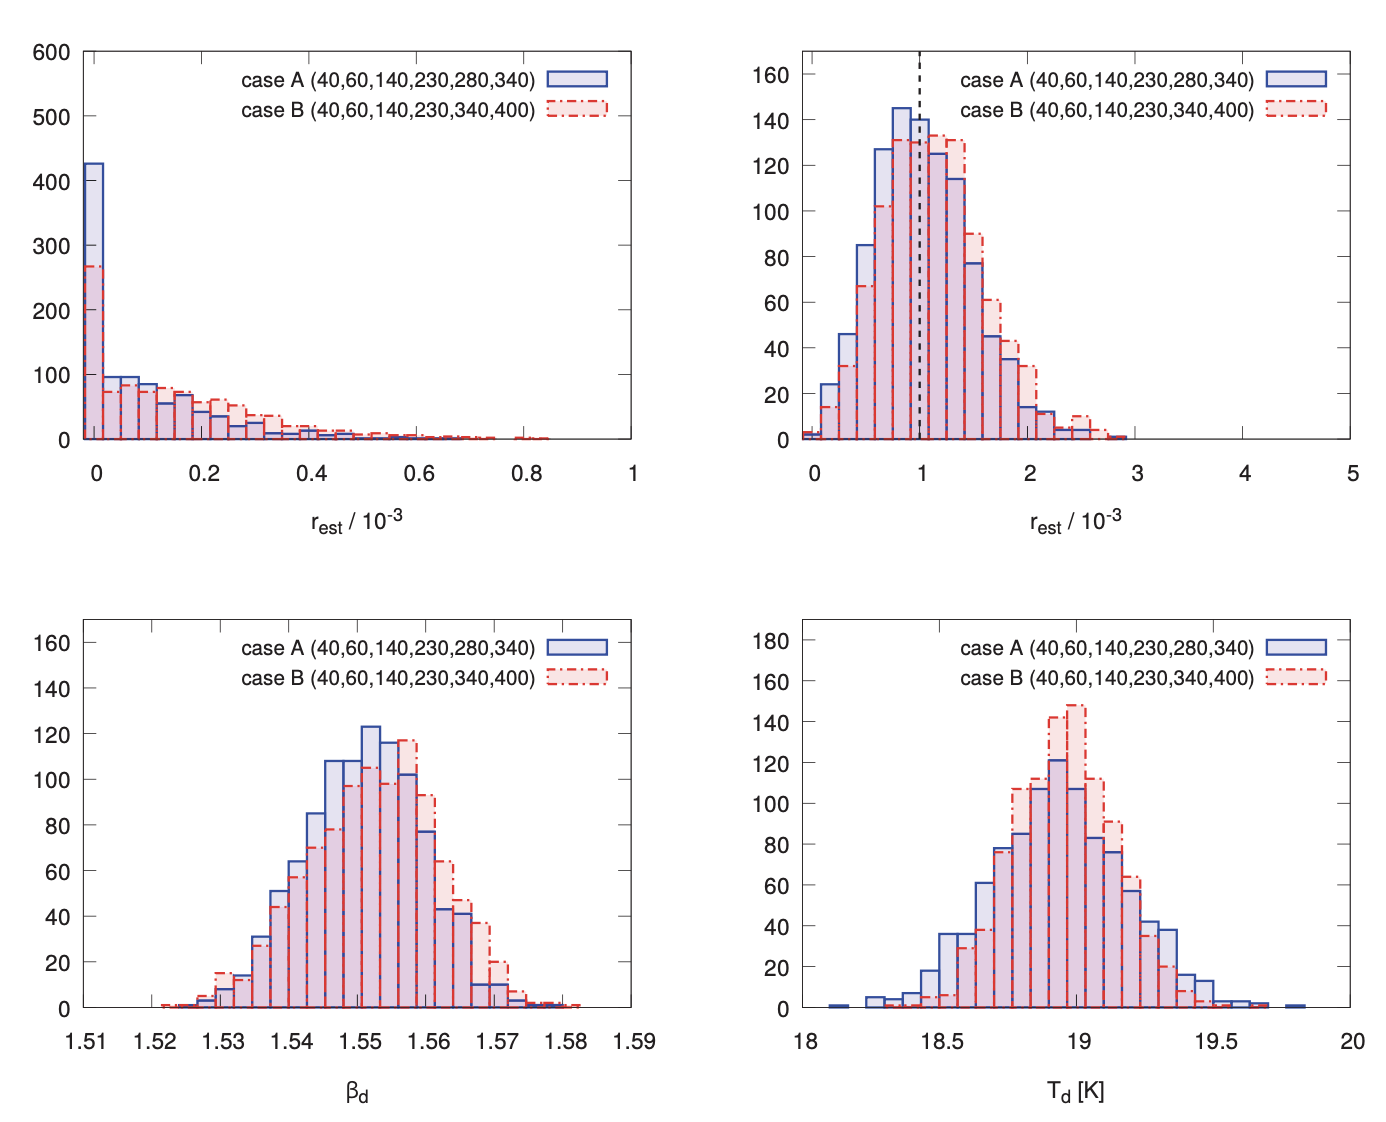 600
500
400
300
200
100
0
0 0.2 0.4 0.6 0.8 1
r_est / 10^-3
case A (40,60,140,230,280,340)
case B (40,60,140,230,340,400)
160
140
120
100
80
60
40
20
0
0 1 2 3 4 5
r_est / 10^-3
case A (40,60,140,230,280,340)
case B (40,60,140,230,340,400)
160
140
120
100
80
60
40
20
0
1.51 1.52 1.53 1.54 1.55 1.56 1.57 1.58 1.59
β_d
case A (40,60,140,230,280,340)
case B (40,60,140,230,340,400)
180
160
140
120
100
80
60
40
20
0
18 18.5 19 19.5 20
T_d [K]
case A (40,60,140,230,280,340)
case B (40,60,140,230,340,400)